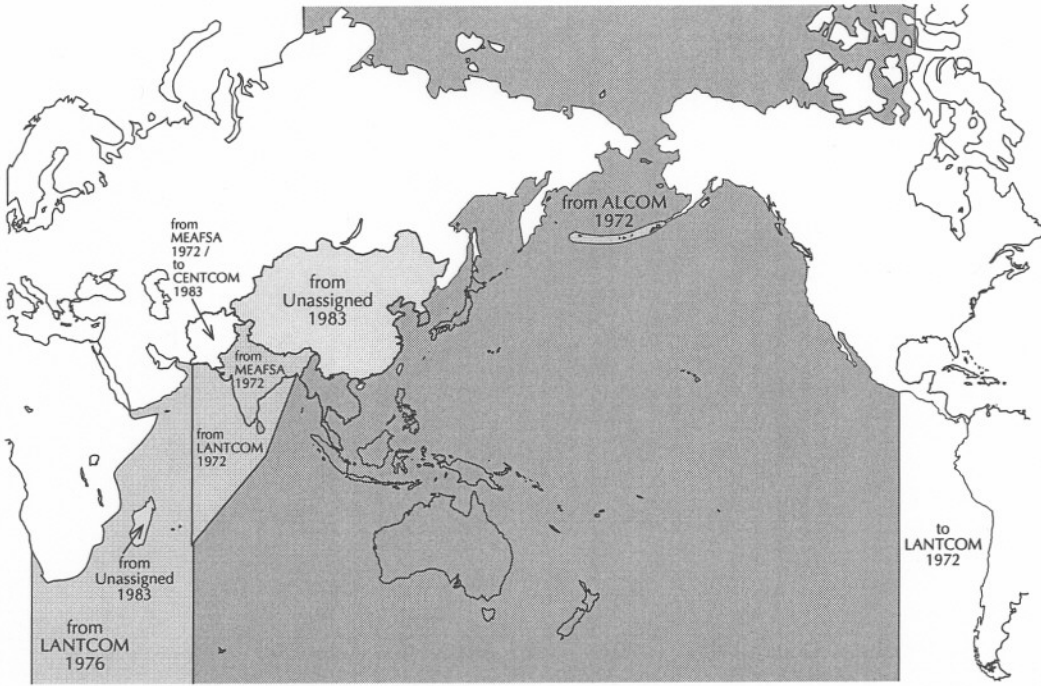 from ALCOM
1972
from
MEAFSA
1972 /
to
CENTCOM
1983
from
Unassigned
1983
from
MEAFSA
1972
from
LANTCOM
1972
from
Unassigned
1983
from
LANTCOM
1976
to
LANTCOM
1972